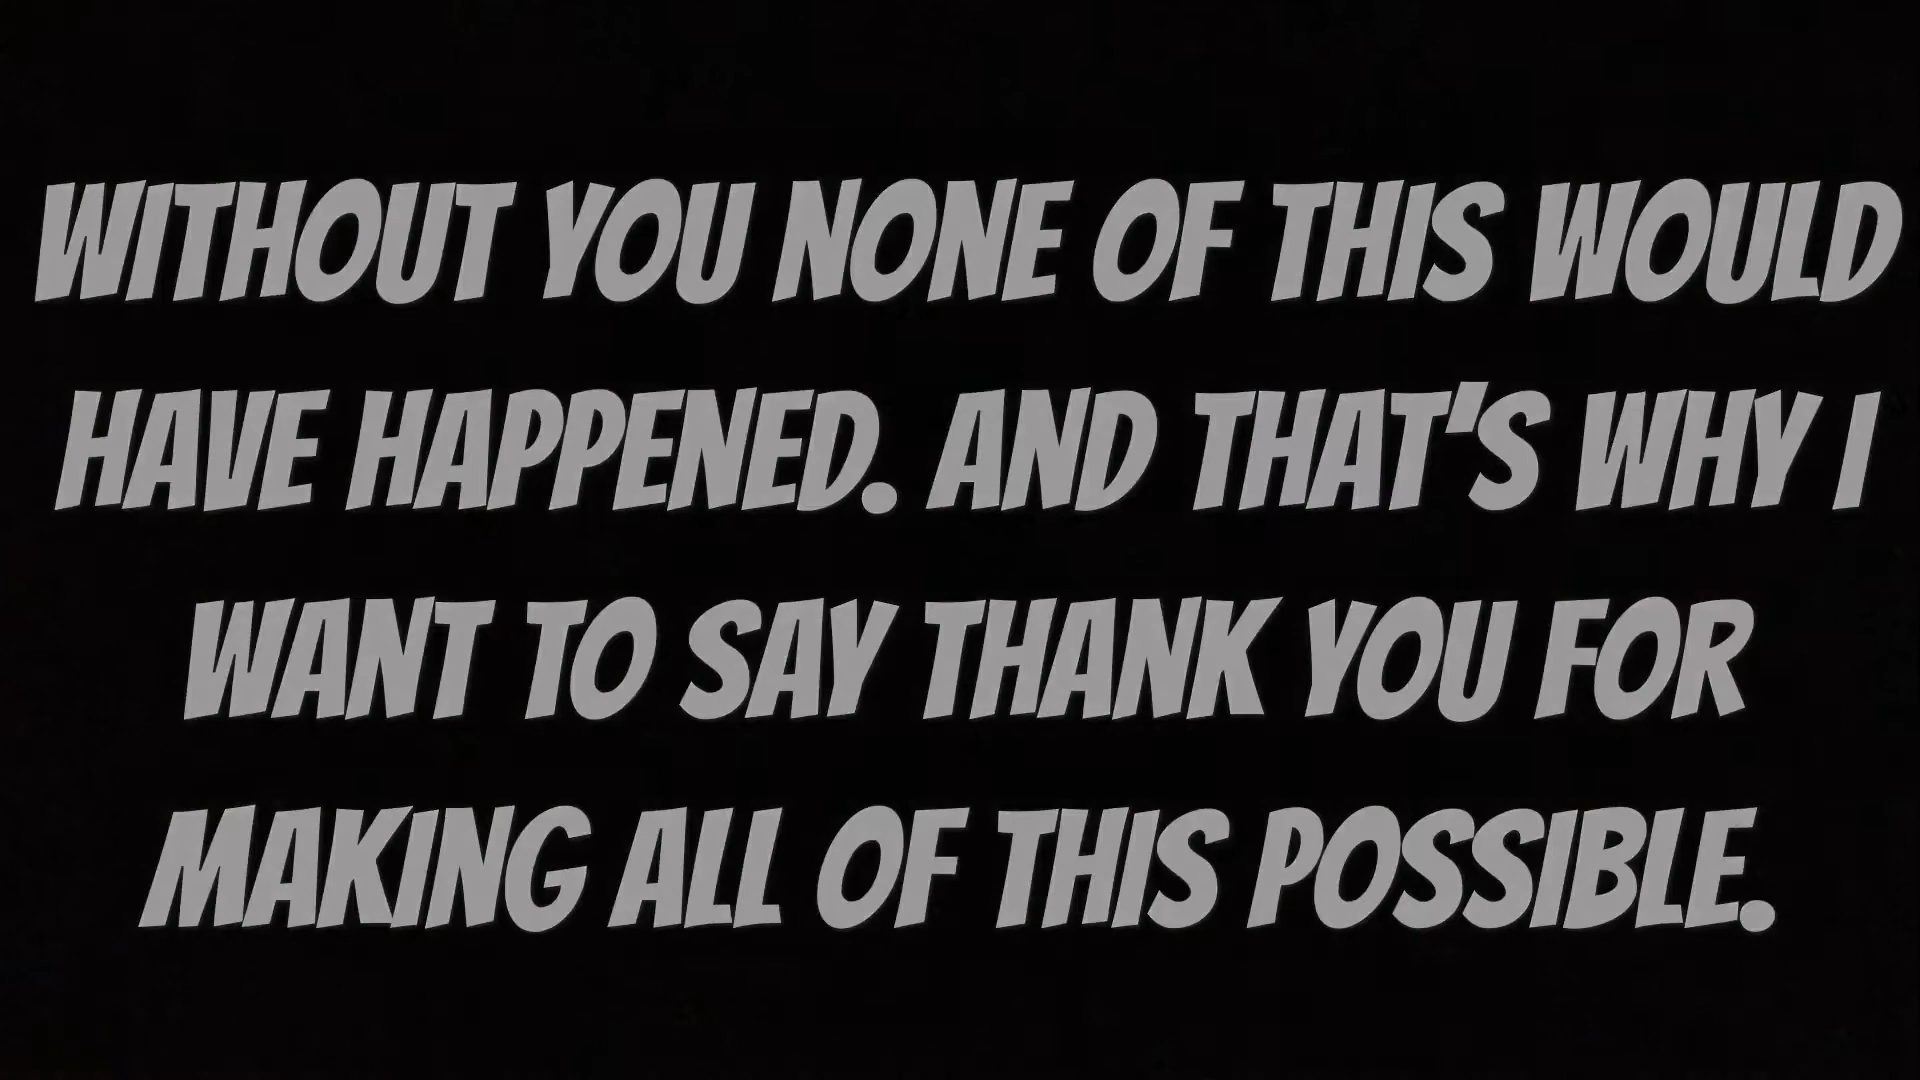 WITHOUT YOU NONE OF THIS WOULD
HAVE HAPPENED. AND THAT'S WHY I
WANT TO SAY THANK YOU FOR
MAKING ALL OF THIS POSSIBLE.